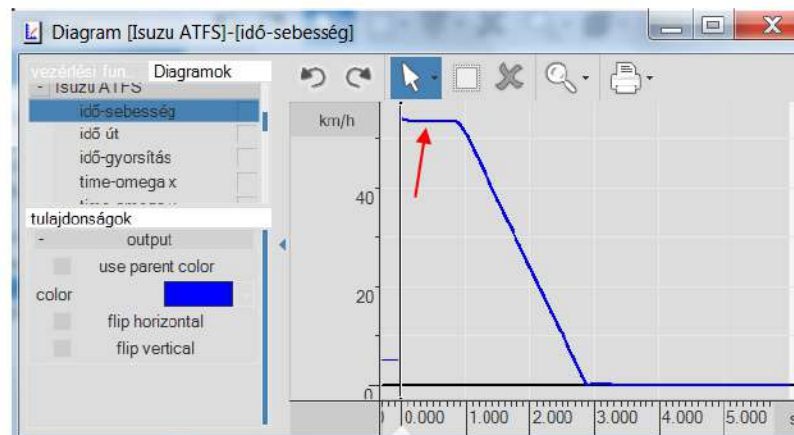 Diagram [Isuzu ATFS]-[idő-sebesség]
vezérlési fun... Diagramok
- Isuzu ATFS
idő-sebesség
idő út
idő-gyorsítás
time-omega x
tulajdonságok
- output
use parent color
color
flip horizontal
flip vertical
km/h
40
20
0
0.000 1.000 2.000 3.000 4.000 5.000 s